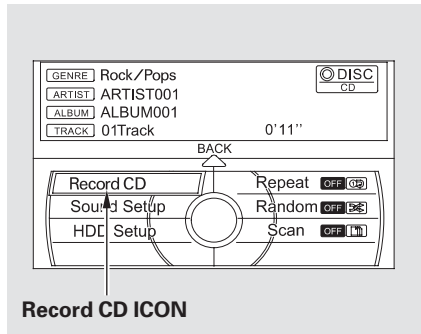 GENRE Rock/Pops
DISC
CD
ARTIST ARTIST001
ALBUM ALBUM001
TRACK 01Track 0'11''
BACK
Record CD Repeat OFF
Sound Setup Random OFF
HDD Setup Scan OFF
Record CD ICON